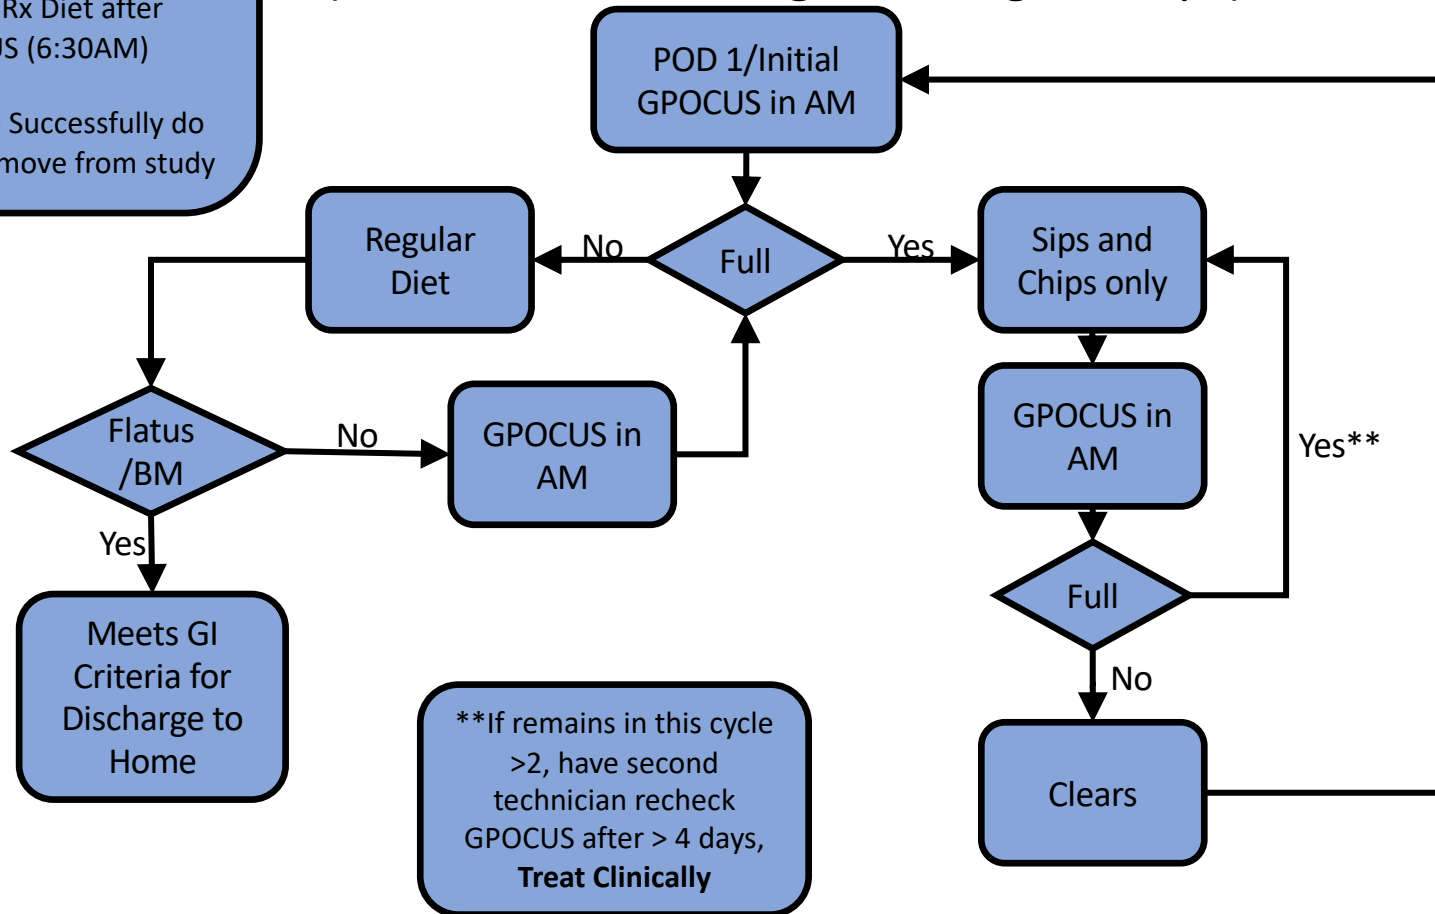 Rx Diet after
US (6:30AM)
Successfully do
move from study
POD 1/Initial
GPOCUS in AM
Full
No
Yes
Regular
Diet
Sips and
Chips only
Flatus
/BM
No
GPOCUS in
AM
GPOCUS in
AM
Yes**
Yes
Full
No
Meets GI
Criteria for
Discharge to
Home
**If remains in this cycle
>2, have second
technician recheck
GPOCUS after > 4 days,
Treat Clinically
Clears